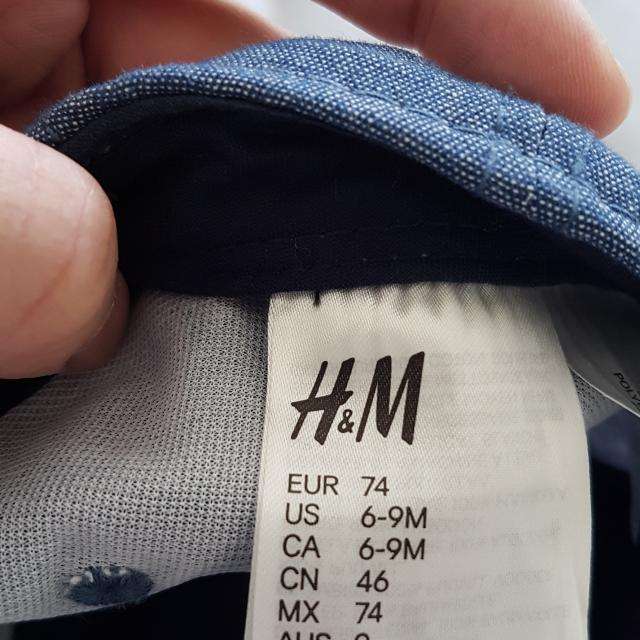 H&M
EUR 74
US 6-9M
CA 6-9M
CN 46
MX 74